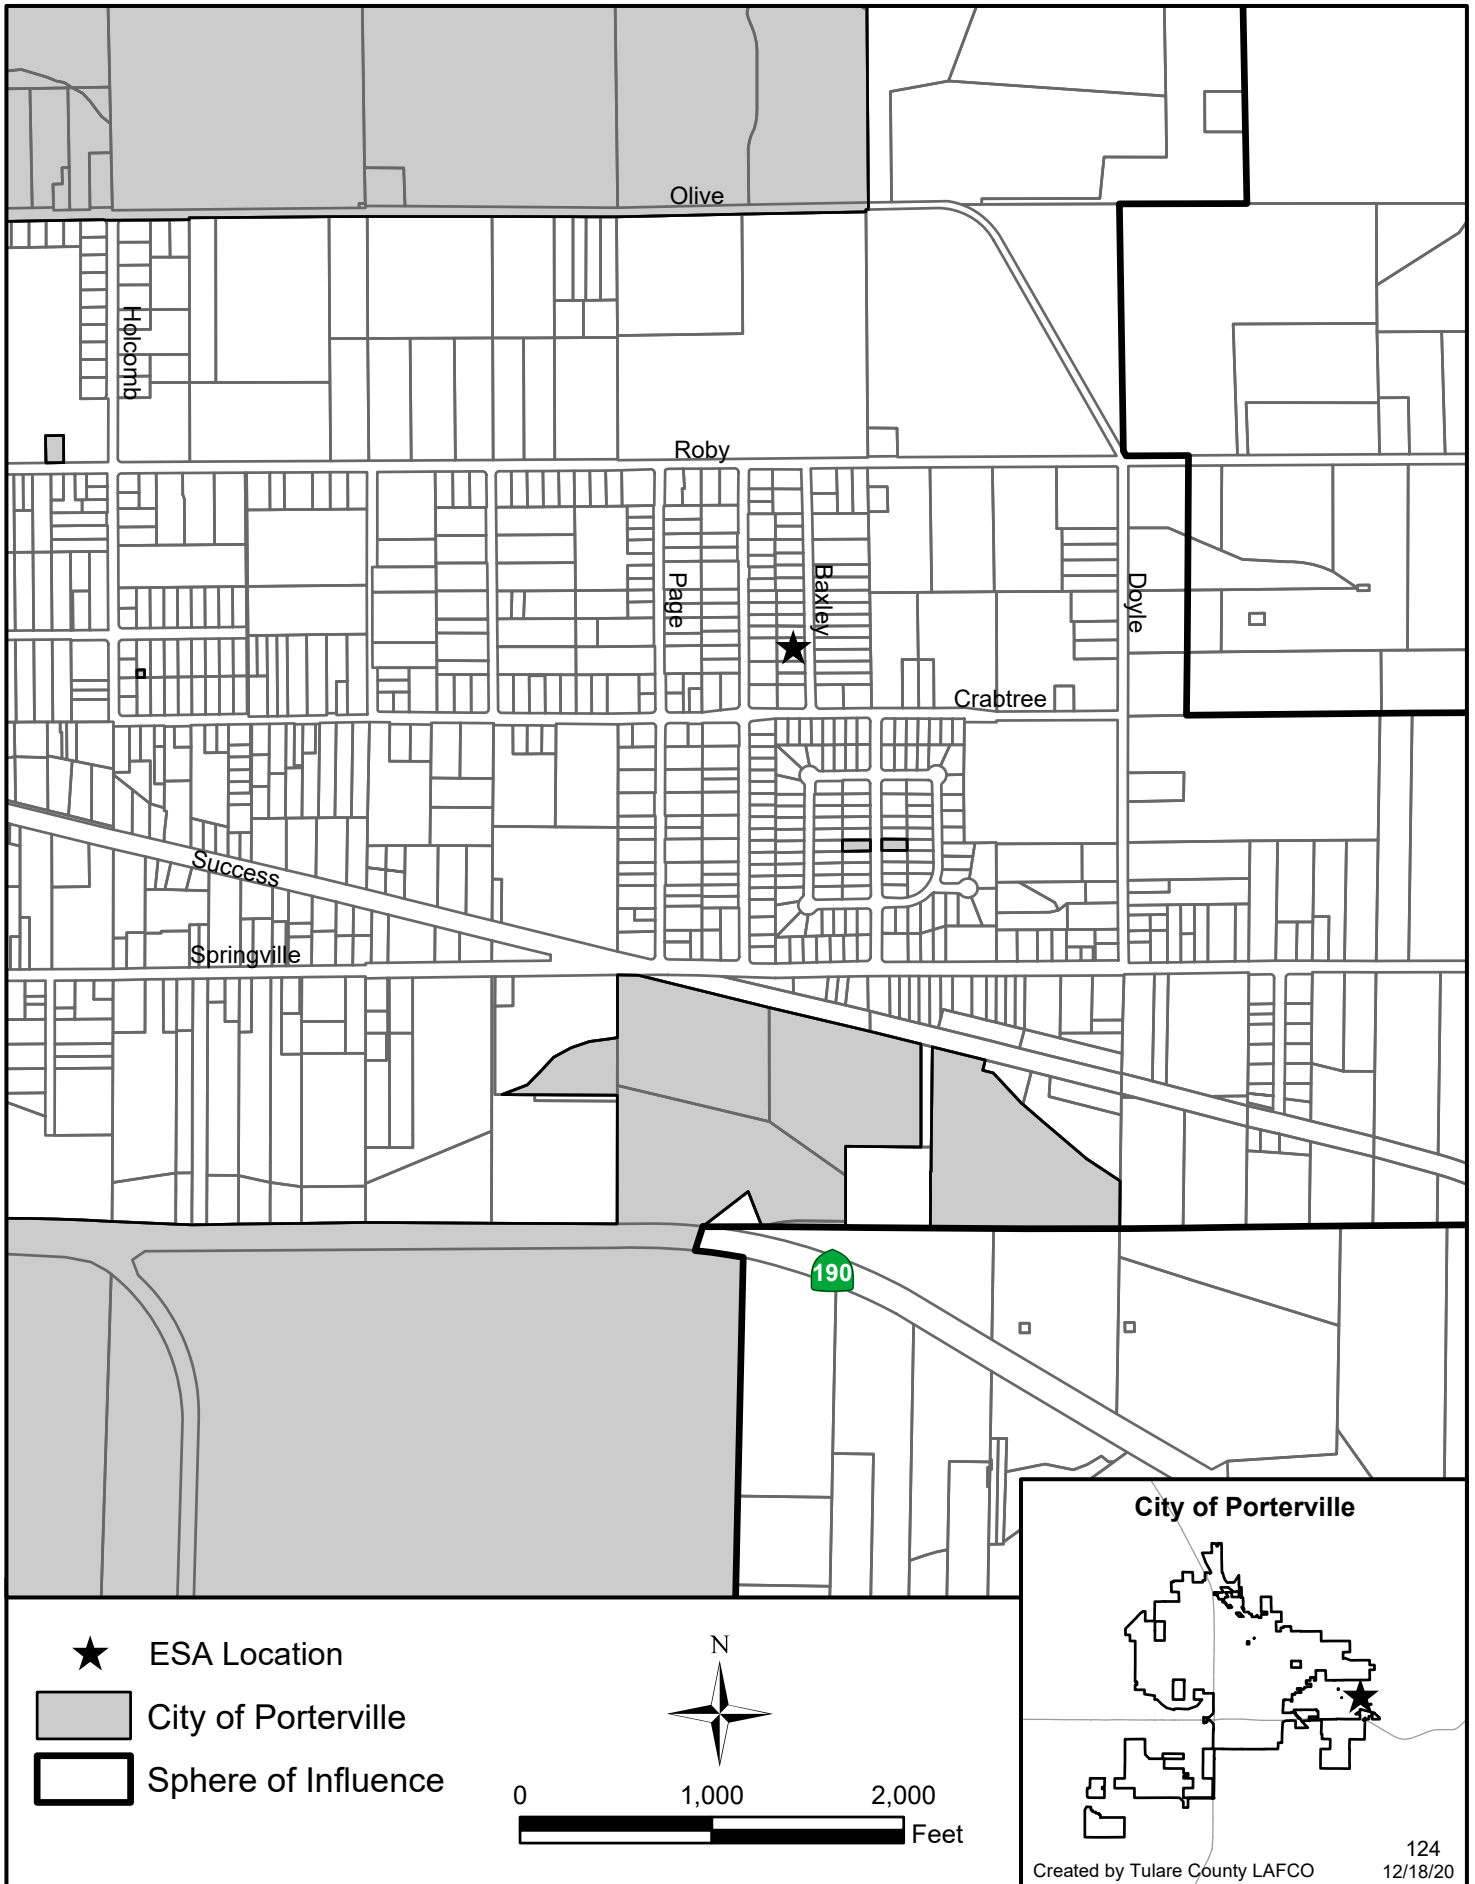 Olive
Holcomb
Roby
Page
Baxley
Doyle
Crabtree
Success
Springville
190
City of Porterville
ESA Location
City of Porterville
Sphere of Influence
N
0 1,000 2,000
Feet
124
Created by Tulare County LAFCO 12/18/20